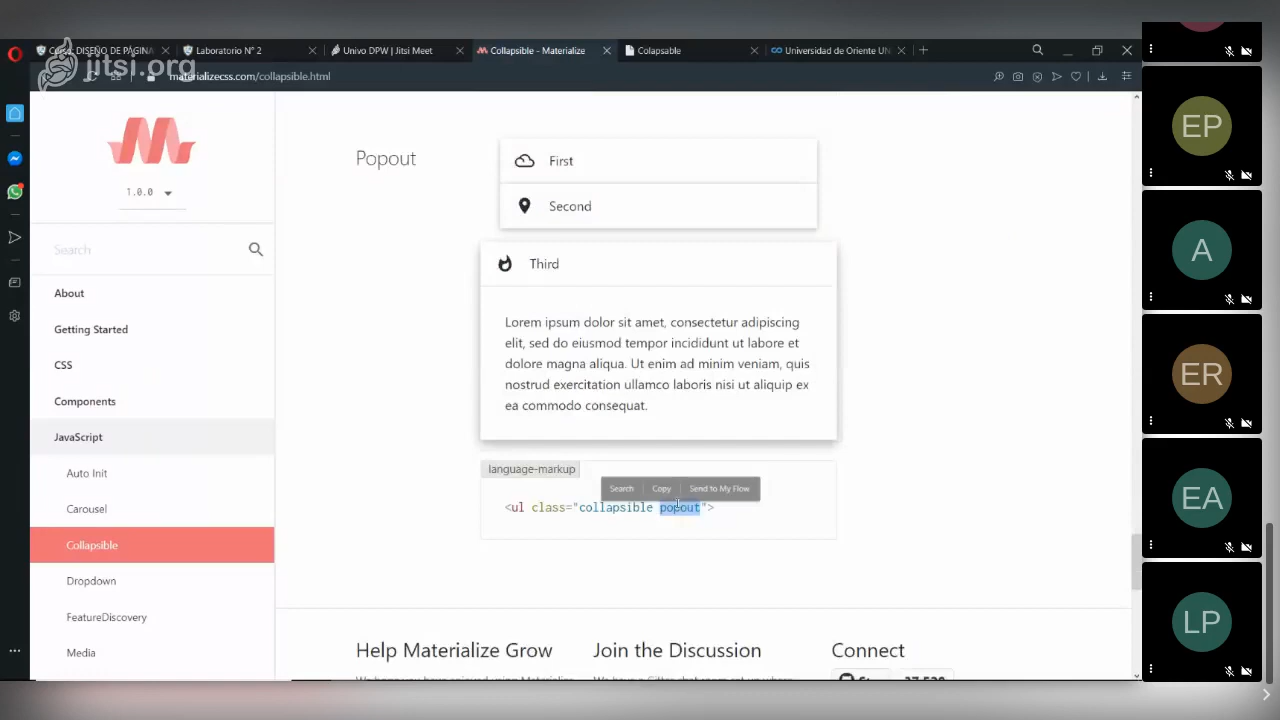 jitsi.org
DISEÑO DE PÁGINA
Laboratorio N° 2
Univo DPW | Jitsi Meet
Collapsible - Materialize
Colapsable
Universidad de Oriente UN
materializecss.com/collapsible.html
1.0.0
Search
About
Getting Started
CSS
Components
JavaScript
Auto Init
Carousel
Collapsible
Dropdown
FeatureDiscovery
Media
Popout
First
Second
Third
Lorem ipsum dolor sit amet, consectetur adipiscing
elit, sed do eiusmod tempor incididunt ut labore et
dolore magna aliqua. Ut enim ad minim veniam, quis
nostrud exercitation ullamco laboris nisi ut aliquip ex
ea commodo consequat.
language-markup
Search Copy Send to My Flow
<ul class="collapsible popout">
Help Materialize Grow
Join the Discussion
Connect
EP
A
ER
EA
LP